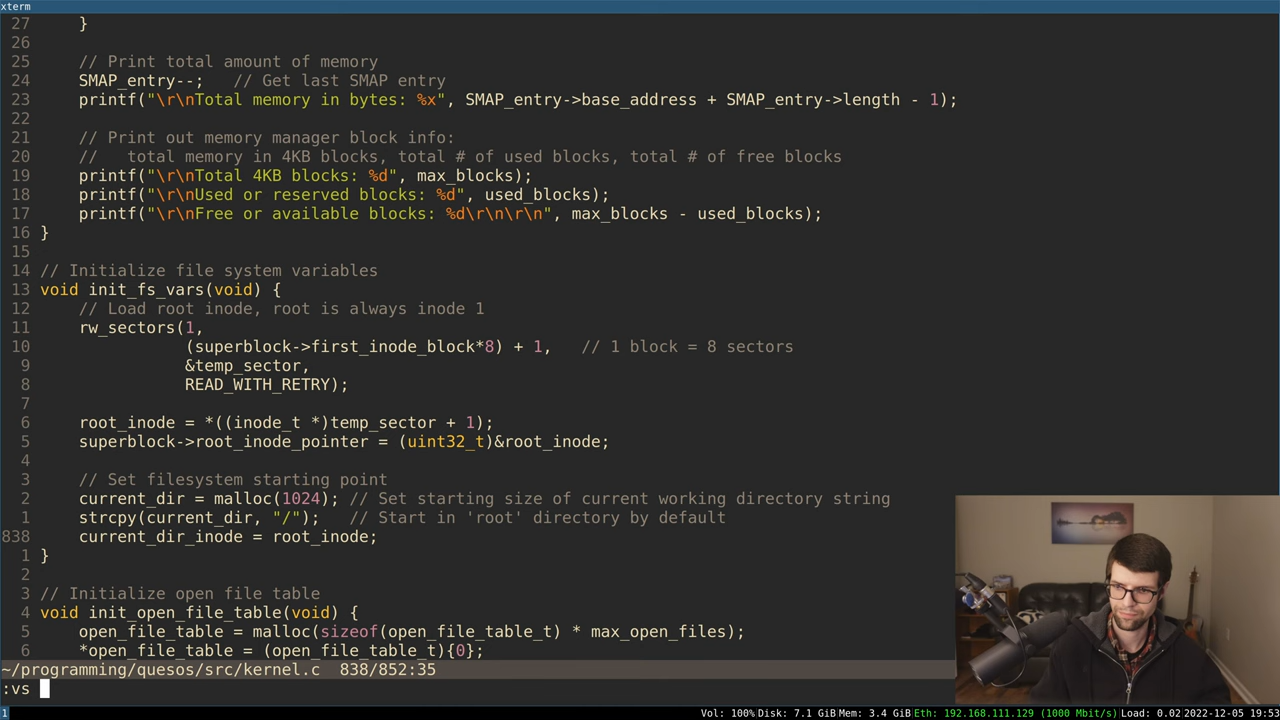 xterm
27     }
26
25     // Print total amount of memory
24     SMAP_entry--;   // Get last SMAP entry
23     printf("\r\nTotal memory in bytes: %x", SMAP_entry->base_address + SMAP_entry->length - 1);
22
21     // Print out memory manager block info:
20     //   total memory in 4KB blocks, total # of used blocks, total # of free blocks
19     printf("\r\nTotal 4KB blocks: %d", max_blocks);
18     printf("\r\nUsed or reserved blocks: %d", used_blocks);
17     printf("\r\nFree or available blocks: %d\r\n\r\n", max_blocks - used_blocks);
16 }
15
14 // Initialize file system variables
13 void init_fs_vars(void) {
12     // Load root inode, root is always inode 1
11     rw_sectors(1,
10                (superblock->first_inode_block*8) + 1,   // 1 block = 8 sectors
9                &temp_sector,
8                READ_WITH_RETRY);
7
6     root_inode = *((inode_t *)temp_sector + 1);
5     superblock->root_inode_pointer = (uint32_t)&root_inode;
4
3     // Set filesystem starting point
2     current_dir = malloc(1024); // Set starting size of current working directory string
1     strcpy(current_dir, "/");   // Start in 'root' directory by default
838     current_dir_inode = root_inode;
1 }
2
3 // Initialize open file table
4 void init_open_file_table(void) {
5     open_file_table = malloc(sizeof(open_file_table_t) * max_open_files);
6     *open_file_table = (open_file_table_t){0};
~/programming/quesos/src/kernel.c  838/852:35
:vs
1 Vol: 100% Disk: 7.1 GiB Mem: 3.4 GiB Eth: 192.168.111.129 (1000 Mbit/s) Load: 0.02 2022-12-05 19:53